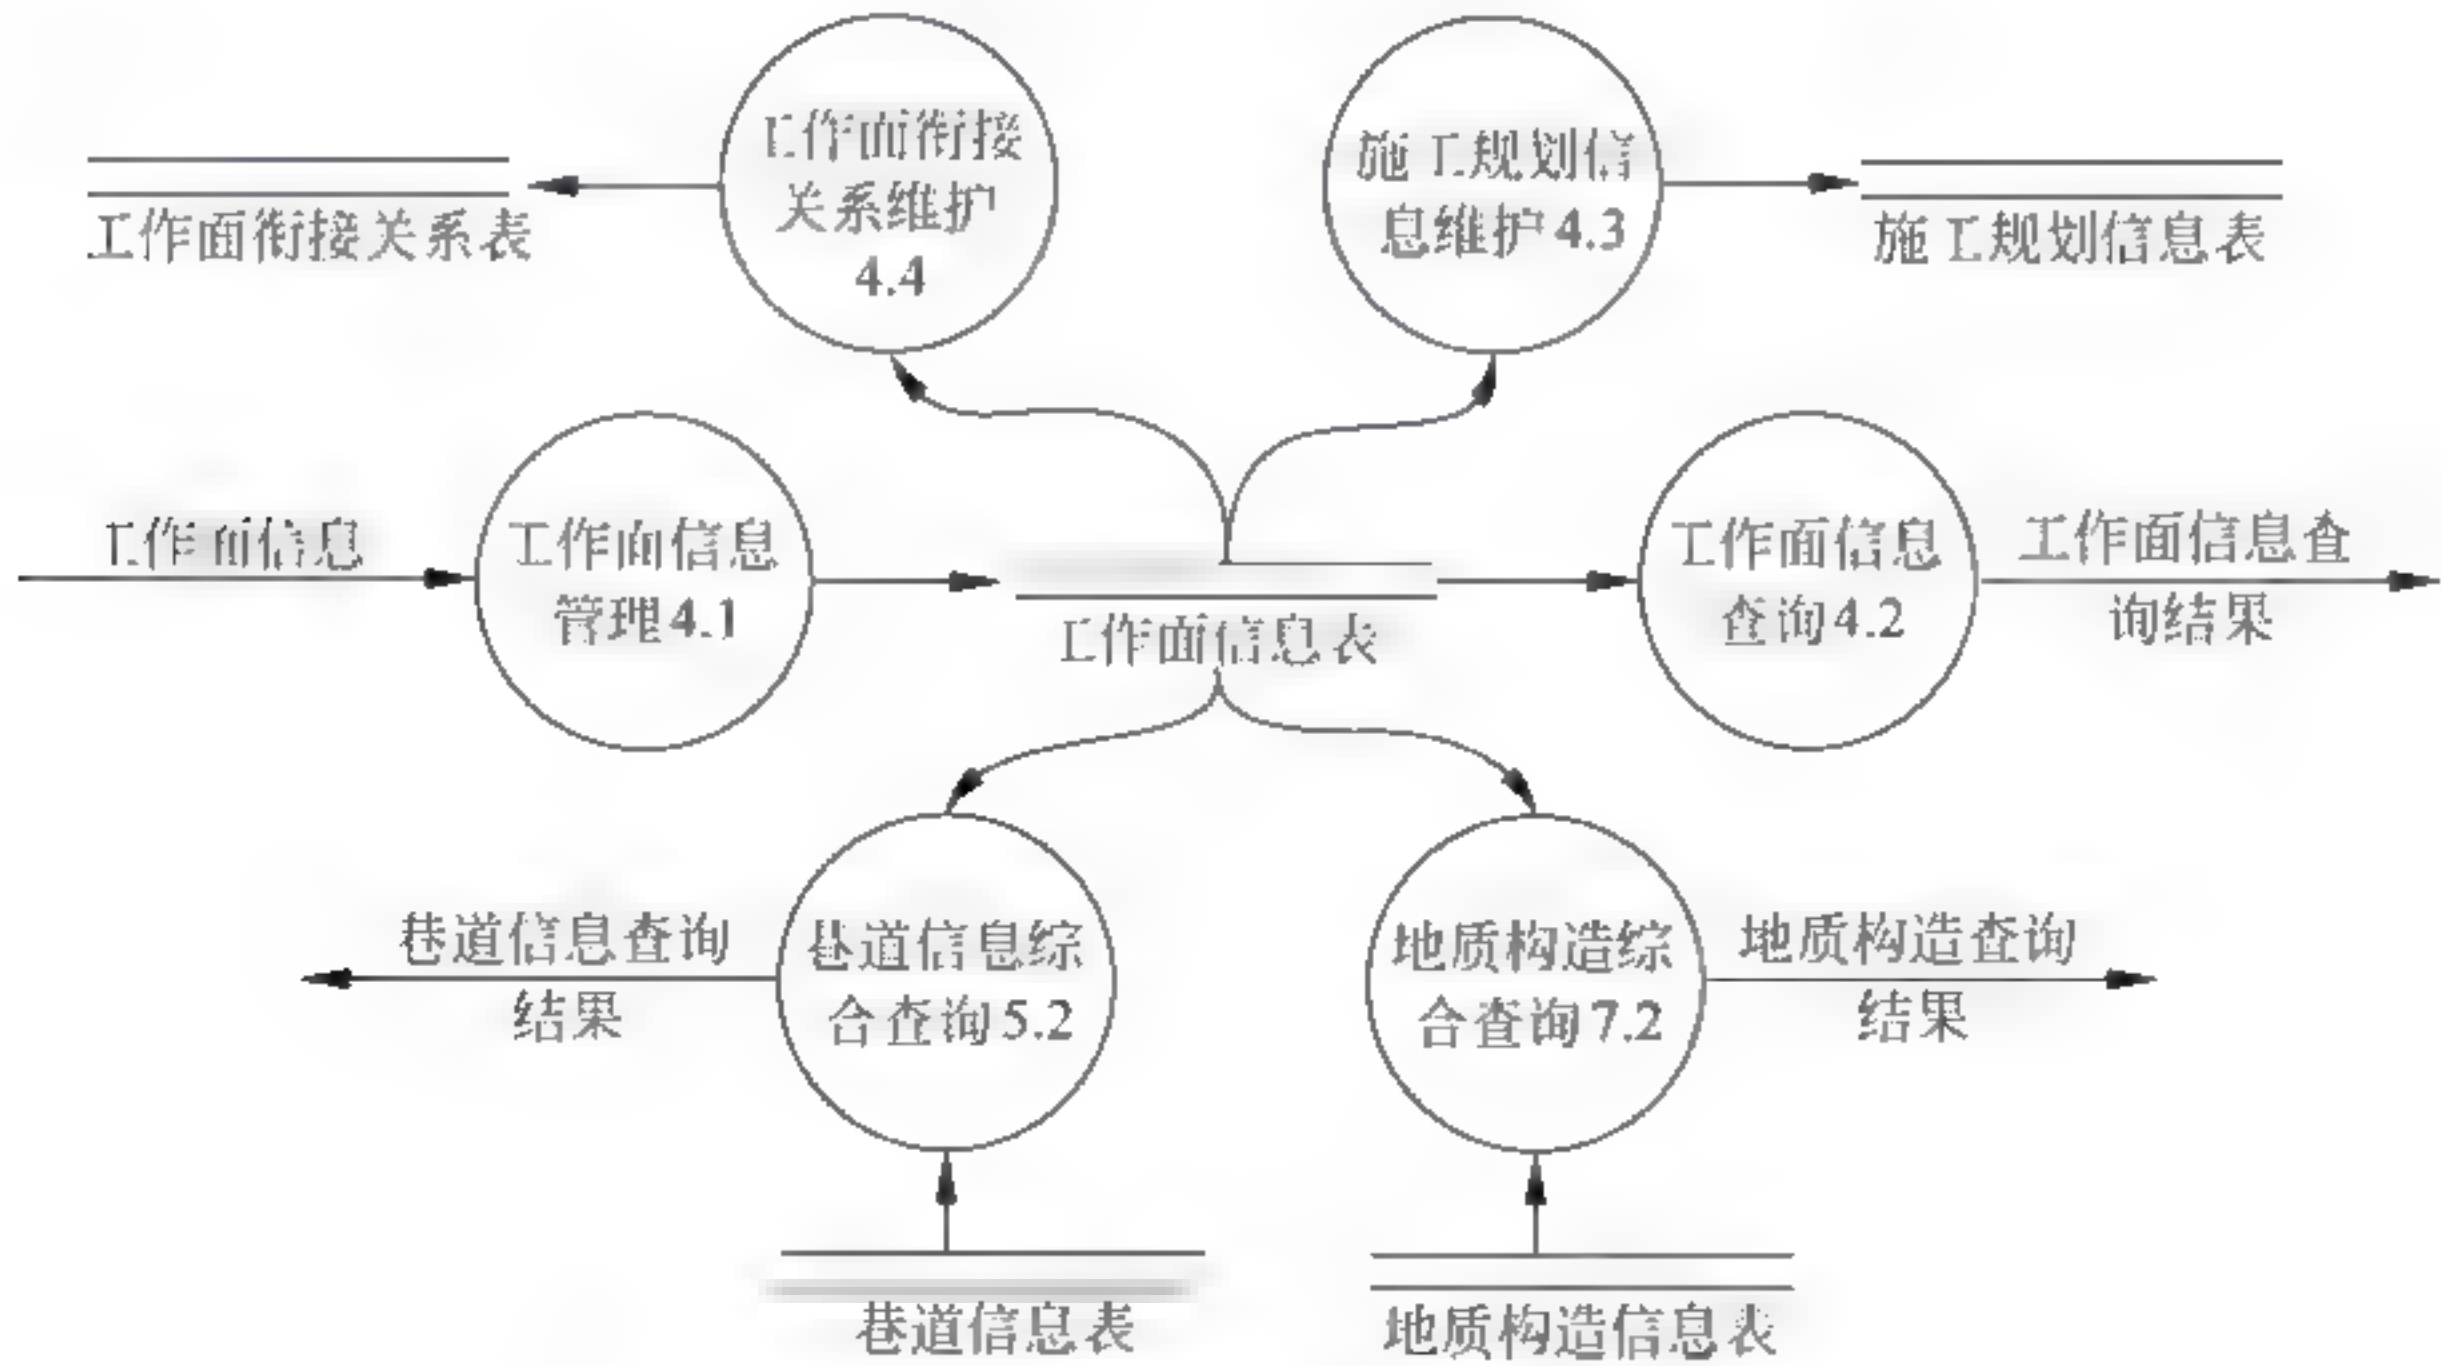 工作面衔接
关系维护
4.4
施工规划信
息维护4.3
工作面衔接关系表
施工规划信息表
工作面信息
工作面信息
管理4.1
工作面信息表
工作面信息
查询4.2
工作面信息查
询结果
巷道信息查询
结果
巷道信息综
合查询5.2
地质构造综
合查询7.2
地质构造查询
结果
巷道信息表
地质构造信息表